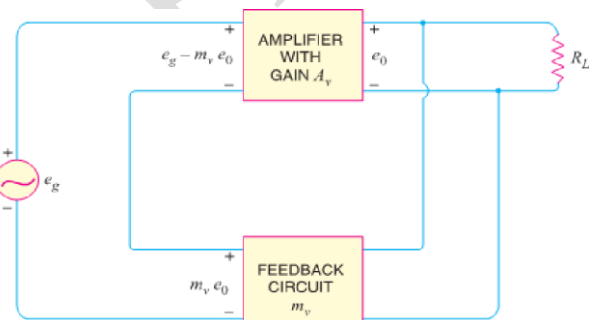 +
+
AMPLIFIER
WITH
GAIN A_v
e_g − m_v e_0
e_0
R_L
−
−
+
e_g
−
+
FEEDBACK
CIRCUIT
m_v
m_v e_0
−